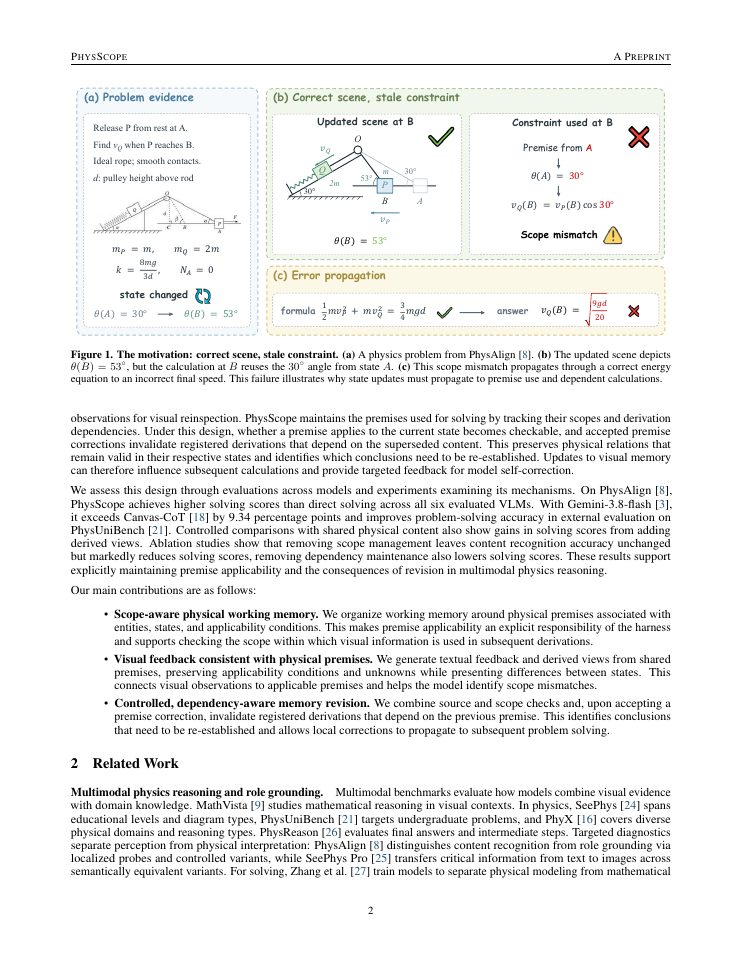 PHYSSCOPE
A PREPRINT
(a) Problem evidence
Release P from rest at A.
Find v_Q when P reaches B.
Ideal rope; smooth contacts.
d: pulley height above rod
m_P = m, m_Q = 2m
k = 8mg/3d, N_A = 0
state changed
θ(A) = 30° → θ(B) = 53°
(b) Correct scene, stale constraint
Updated scene at B
O
v_Q
Q
2m
30°
53°
m
P
30°
B
A
v_P
θ(B) = 53°
Constraint used at B
Premise from A
↓
θ(A) = 30°
↓
v_Q(B) = v_P(B) cos 30°
Scope mismatch
(c) Error propagation
formula 1/2 mv_P² + mv_Q² = 3/4 mgd → answer v_Q(B) = √(9gd/20)
Figure 1. The motivation: correct scene, stale constraint. (a) A physics problem from PhysAlign [8]. (b) The updated scene depicts
θ(B) = 53°, but the calculation at B reuses the 30° angle from state A. (c) This scope mismatch propagates through a correct energy
equation to an incorrect final speed. This failure illustrates why state updates must propagate to premise use and dependent calculations.
observations for visual reinspection. PhysScope maintains the premises used for solving by tracking their scopes and derivation
dependencies. Under this design, whether a premise applies to the current state becomes checkable, and accepted premise
corrections invalidate registered derivations that depend on the superseded content. This preserves physical relations that
remain valid in their respective states and identifies which conclusions need to be re-established. Updates to visual memory
can therefore influence subsequent calculations and provide targeted feedback for model self-correction.
We assess this design through evaluations across models and experiments examining its mechanisms. On PhysAlign [8],
PhysScope achieves higher solving scores than direct solving across all six evaluated VLMs. With Gemini-3.8-flash [3],
it exceeds Canvas-CoT [18] by 9.34 percentage points and improves problem-solving accuracy in external evaluation on
PhysUniBench [21]. Controlled comparisons with shared physical content also show gains in solving scores from adding
derived views. Ablation studies show that removing scope management leaves content recognition accuracy unchanged
but markedly reduces solving scores, removing dependency maintenance also lowers solving scores. These results support
explicitly maintaining premise applicability and the consequences of revision in multimodal physics reasoning.
Our main contributions are as follows:
• Scope-aware physical working memory. We organize working memory around physical premises associated with
entities, states, and applicability conditions. This makes premise applicability an explicit responsibility of the harness
and supports checking the scope within which visual information is used in subsequent derivations.
• Visual feedback consistent with physical premises. We generate textual feedback and derived views from shared
premises, preserving applicability conditions and unknowns while presenting differences between states. This
connects visual observations to applicable premises and helps the model identify scope mismatches.
• Controlled, dependency-aware memory revision. We combine source and scope checks and, upon accepting a
premise correction, invalidate registered derivations that depend on the previous premise. This identifies conclusions
that need to be re-established and allows local corrections to propagate to subsequent problem solving.
2 Related Work
Multimodal physics reasoning and role grounding. Multimodal benchmarks evaluate how models combine visual evidence
with domain knowledge. MathVista [9] studies mathematical reasoning in visual contexts. In physics, SeePhys [24] spans
educational levels and diagram types, PhysUniBench [21] targets undergraduate problems, and PhyX [16] covers diverse
physical domains and reasoning types. PhysReason [26] evaluates final answers and intermediate steps. Targeted diagnostics
separate perception from physical interpretation: PhysAlign [8] distinguishes content recognition from role grounding via
localized probes and controlled variants, while SeePhys Pro [25] transfers critical information from text to images across
semantically equivalent variants. For solving, Zhang et al. [27] train models to separate physical modeling from mathematical
2